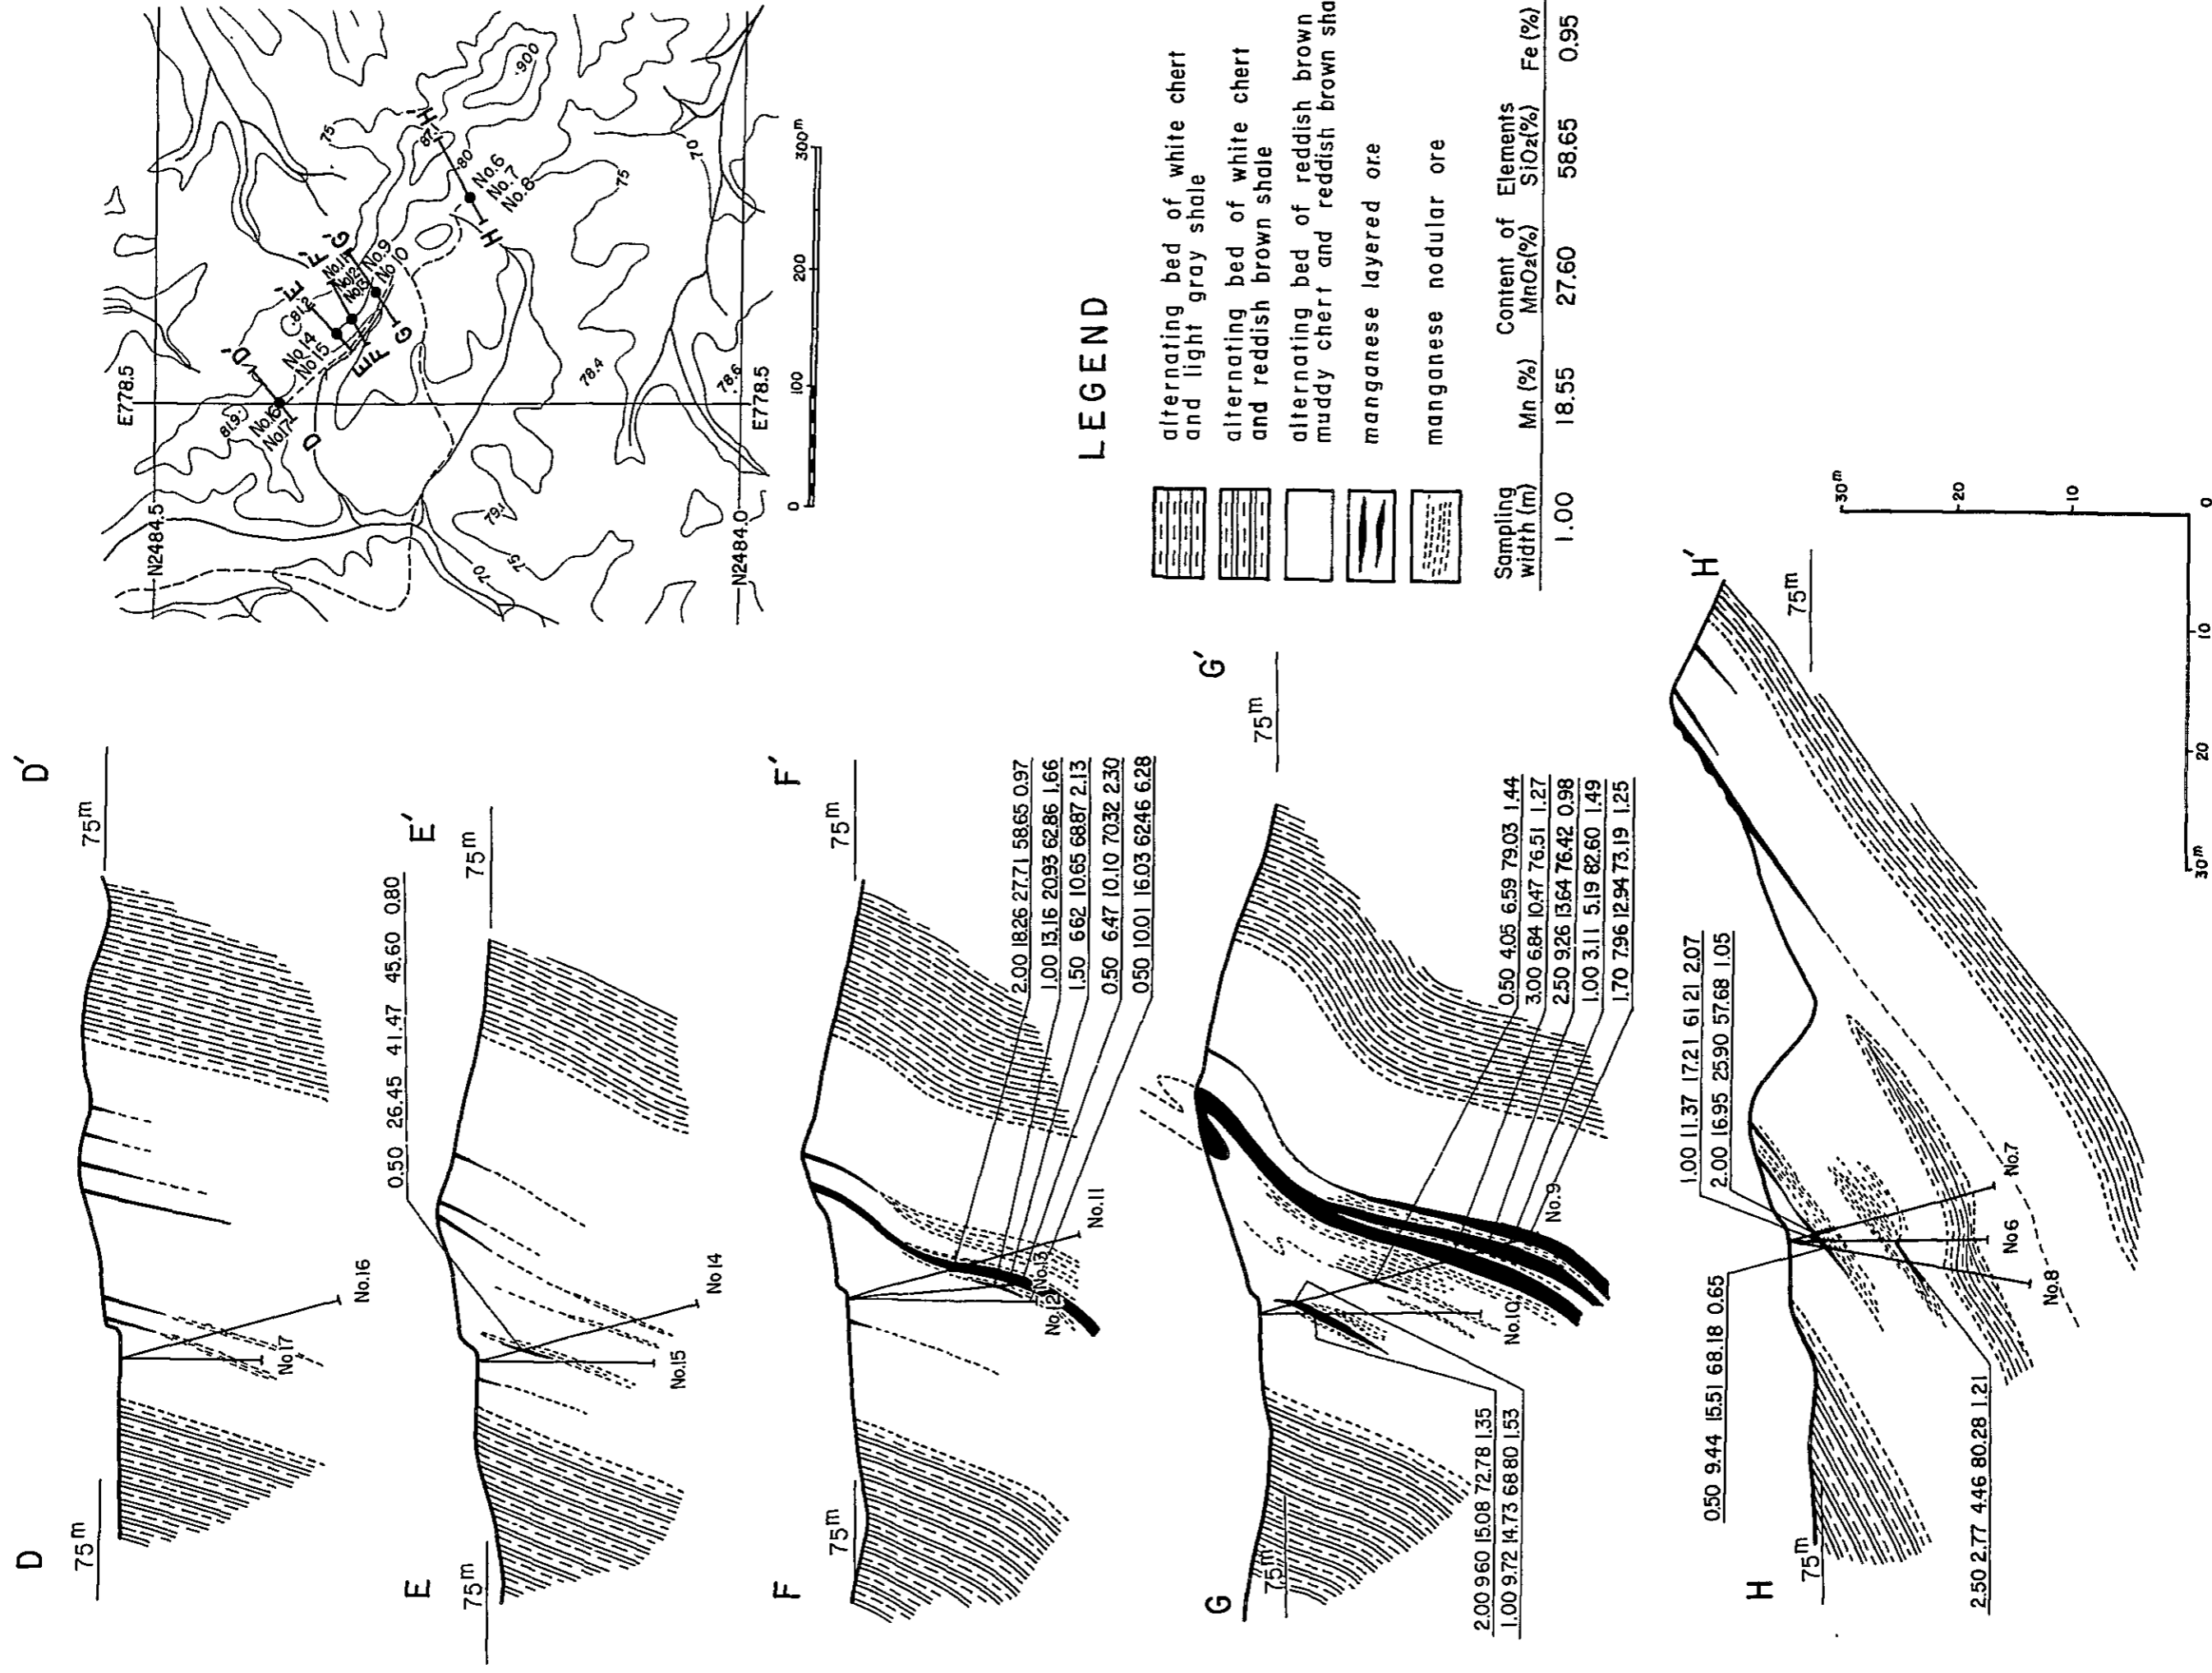 D
D′
75m
75m
No.16
No17
E
E′
75m
75m
0.50 26.45 41.47 45.60 0.80
No 14
No.15
F
F′
75m
75m
2.00 18.26 27.71 58.65 0.97
1.00 13.16 20.93 62.86 1.66
1.50 6.62 10.65 68.87 2.13
0.50 6.47 10.10 70.32 2.30
0.50 10.01 16.03 62.46 6.28
No.11
No.12
No.13
G
G′
75m
75m
0.50 4.05 6.59 79.03 1.44
3.00 6.84 10.47 76.51 1.27
2.50 9.26 13.64 76.42 0.98
1.00 3.11 5.19 82.60 1.49
1.70 7.96 12.94 73.19 1.25
No.9
No.10
2.00 9.60 15.08 72.78 1.35
1.00 9.72 14.73 68.80 1.53
H
H′
75m
75m
1.00 11.37 17.21 61 21 2.07
2.00 16.95 25.90 57.68 1.05
0.50 9.44 15.51 68.18 0.65
2.50 2.77 4.46 80.28 1.21
No.7
No.6
No.8
30m
20
10
0
10
20
30m
E778.5
N2484.5
N2484.0
E778.5
D
D′
E
E′
F
F′
G
G′
H
H′
No.16
No.17
No.14
No.15
No.11
No.12
No.13
No.9
No 10
No.6
No.7
No.8
81.9
81.2
87.
80
900
75
75
70
78.4
78.6
79.1
75
70
0 100 200 300m
LEGEND
alternating bed of white chert
and light gray shale
alternating bed of white chert
and reddish brown shale
alternating bed of reddish brown
muddy chert and reddish brown sha
manganese layered ore
manganese nodular ore
Sampling
width (m)
Content of Elements
Mn (%) MnO2(%) SiO2(%) Fe (%)
1.00 18.55 27.60 58.65 0.95